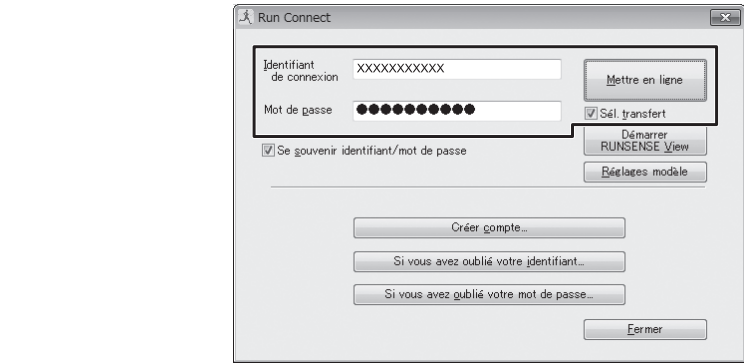 Run Connect
Identifiant
de connexion
XXXXXXXXXXX
Mettre en ligne
Mot de passe
●●●●●●●●●●
Sél. transfert
Se souvenir identifiant/mot de passe
Démarrer
RUNSENSE View
Réglages modèle
Créer compte...
Si vous avez oublié votre identifiant...
Si vous avez oublié votre mot de passe...
Fermer